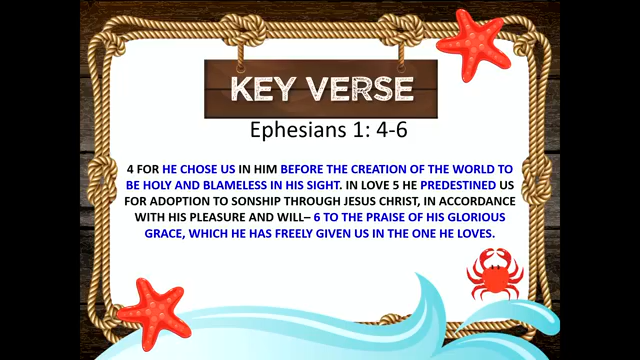 KEY VERSE
Ephesians 1: 4-6
4 FOR HE CHOSE US IN HIM BEFORE THE CREATION OF THE WORLD TO
BE HOLY AND BLAMELESS IN HIS SIGHT. IN LOVE 5 HE PREDESTINED US
FOR ADOPTION TO SONSHIP THROUGH JESUS CHRIST, IN ACCORDANCE
WITH HIS PLEASURE AND WILL– 6 TO THE PRAISE OF HIS GLORIOUS
GRACE, WHICH HE HAS FREELY GIVEN US IN THE ONE HE LOVES.